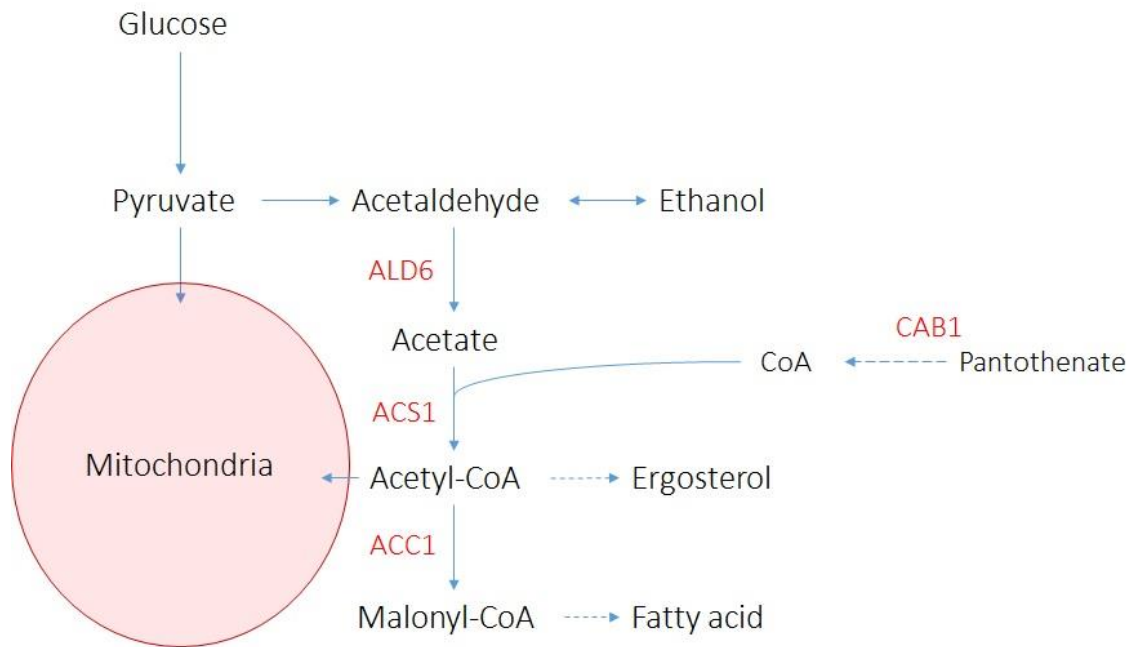 Glucose
Pyruvate
Acetaldehyde
Ethanol
ALD6
Acetate
CoA
CAB1
Pantothenate
ACS1
Mitochondria
Acetyl-CoA
Ergosterol
ACC1
Malonyl-CoA
Fatty acid